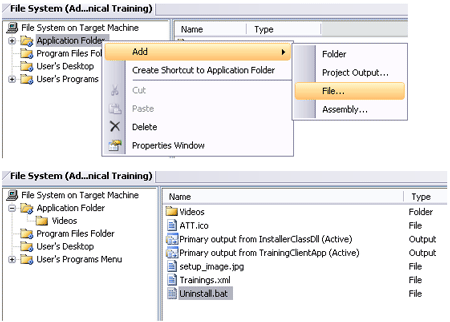 File System (Ad...nical Training)
File System on Target Machine
Application Folder
Program Files Fo
User's Desktop
User's Programs
Name Type
Add
Create Shortcut to Application Folder
Cut
Paste
Delete
Properties Window
Folder
Project Output...
File...
Assembly...
File System (Ad...nical Training)
File System on Target Machine
Application Folder
Videos
Program Files Folder
User's Desktop
User's Programs Menu
Name Type
Videos Folder
ATT.ico File
Primary output from InstallerClassDll (Active) Output
Primary output from TrainingClientApp (Active) Output
setup_image.jpg File
Trainings.xml File
Uninstall.bat File